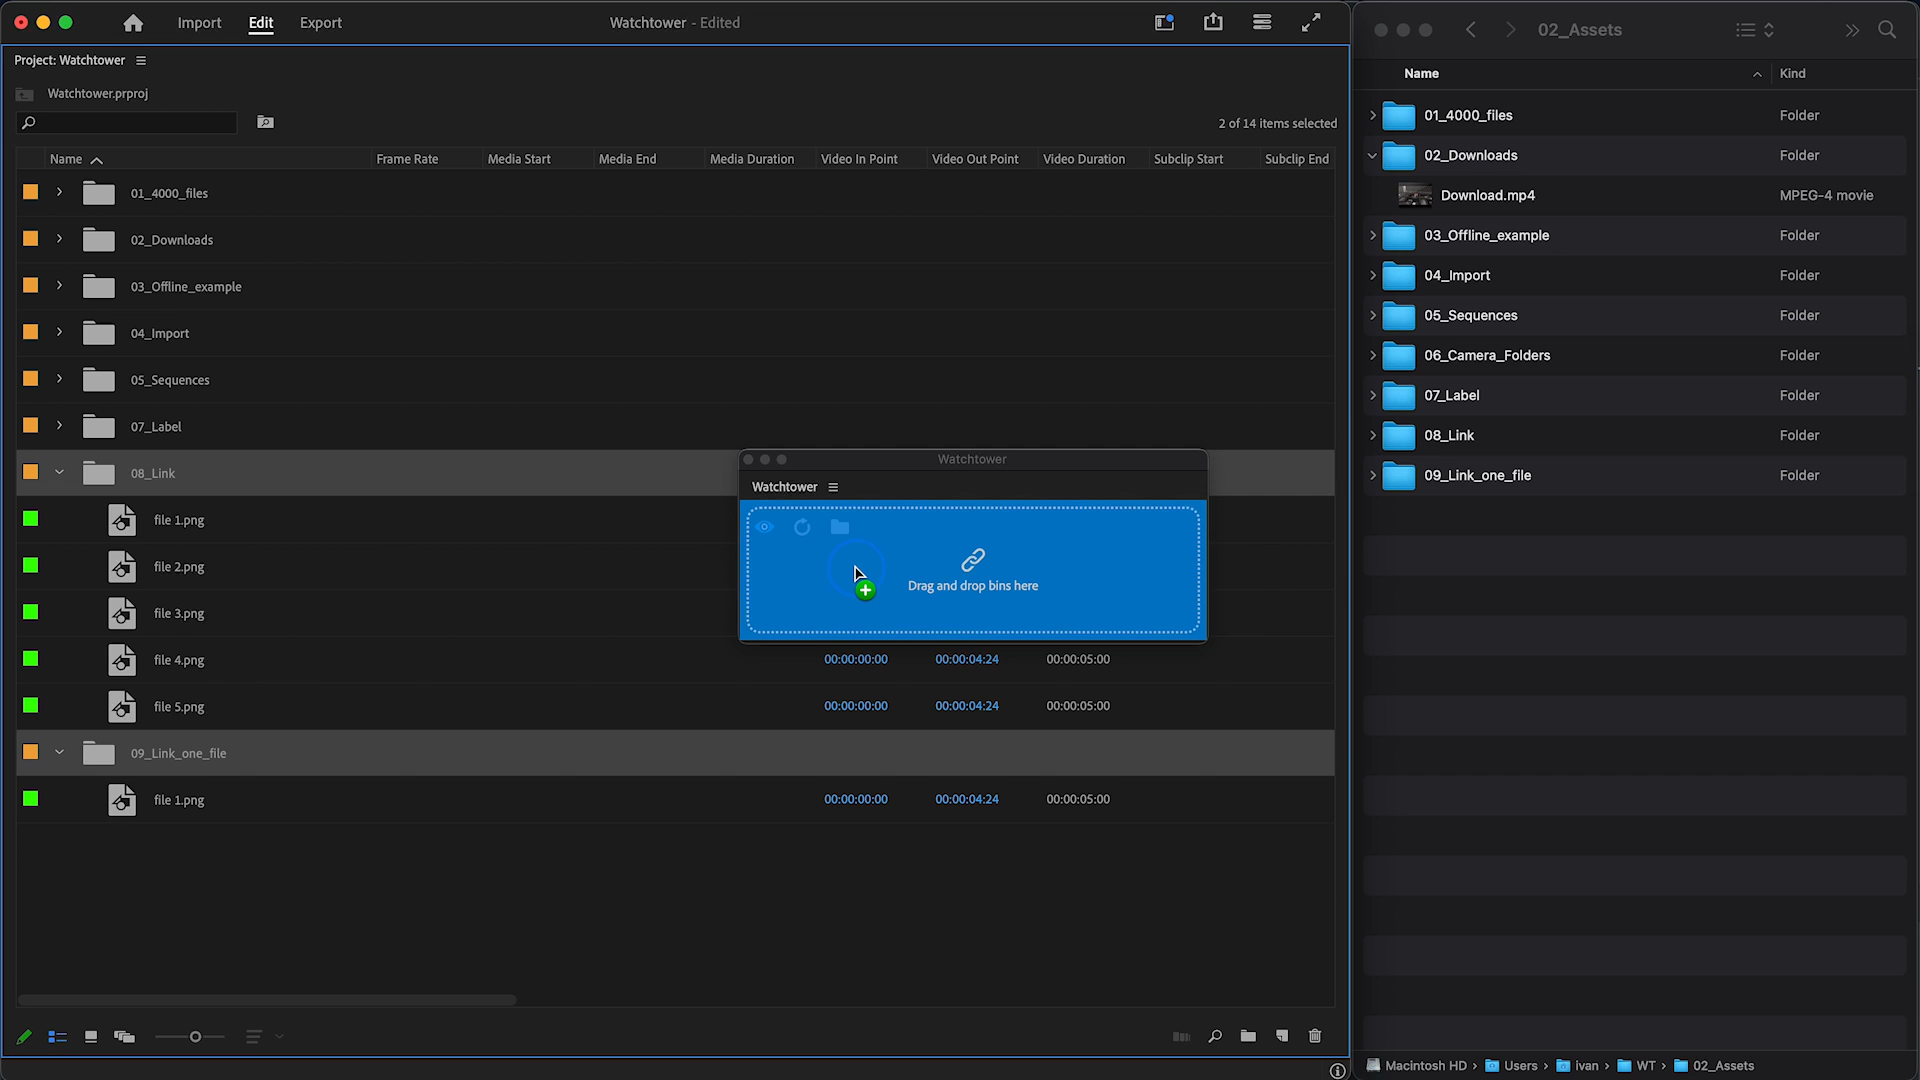 Import Edit Export Watchtower - Edited
Project: Watchtower
Watchtower.prproj
2 of 14 items selected
Name Frame Rate Media Start Media End Media Duration Video In Point Video Out Point Video Duration Subclip Start Subclip End
01_4000_files
02_Downloads
03_Offline_example
04_Import
05_Sequences
07_Label
08_Link
file 1.png
file 2.png
file 3.png
file 4.png 00:00:00:00 00:00:04:24 00:00:05:00
file 5.png 00:00:00:00 00:00:04:24 00:00:05:00
09_Link_one_file
file 1.png 00:00:00:00 00:00:04:24 00:00:05:00
Watchtower
Watchtower
Drag and drop bins here
02_Assets
Name Kind
01_4000_files Folder
02_Downloads Folder
Download.mp4 MPEG-4 movie
03_Offline_example Folder
04_Import Folder
05_Sequences Folder
06_Camera_Folders Folder
07_Label Folder
08_Link Folder
09_Link_one_file Folder
Macintosh HD › Users › ivan › WT › 02_Assets